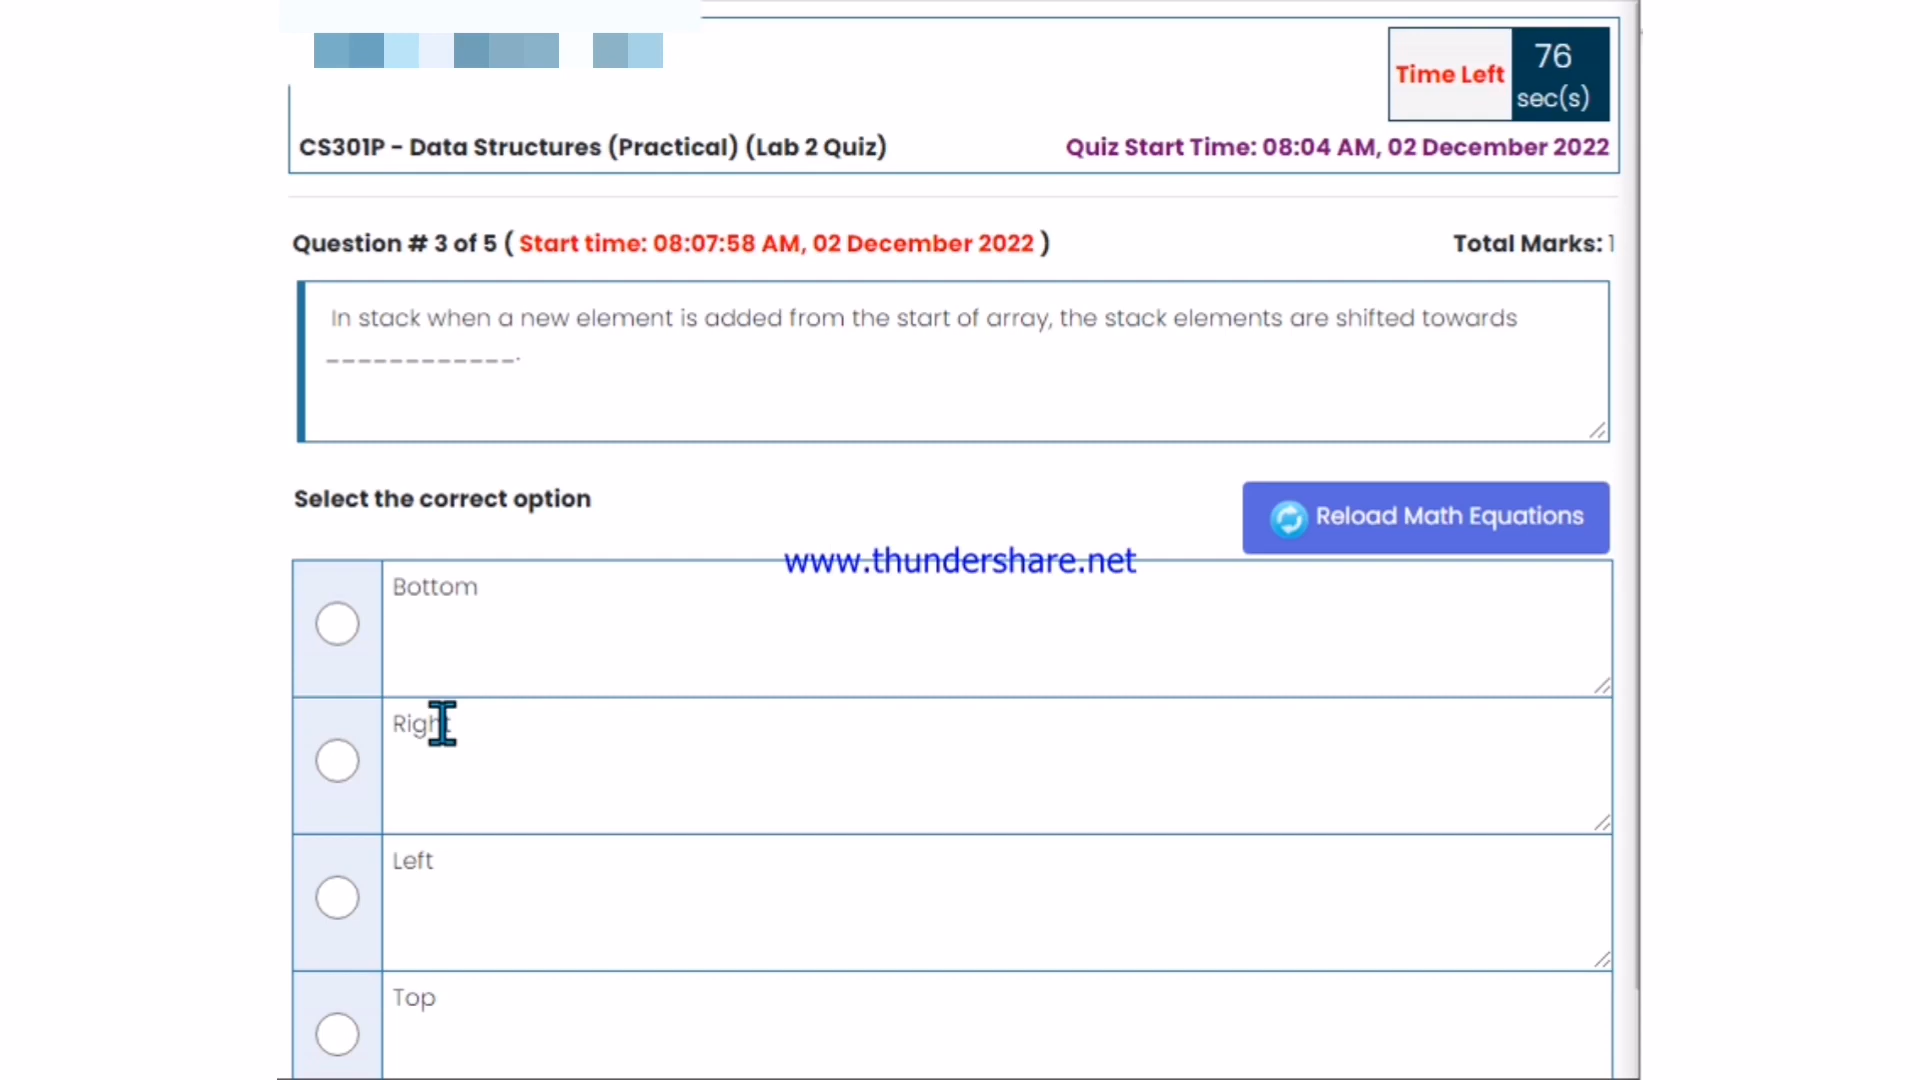 Time Left
76
sec(s)
CS301P - Data Structures (Practical) (Lab 2 Quiz)
Quiz Start Time: 08:04 AM, 02 December 2022
Question # 3 of 5 ( Start time: 08:07:58 AM, 02 December 2022 )
Total Marks: 1
In stack when a new element is added from the start of array, the stack elements are shifted towards
____________.
Select the correct option
Reload Math Equations
www.thundershare.net
Bottom
Right
Left
Top